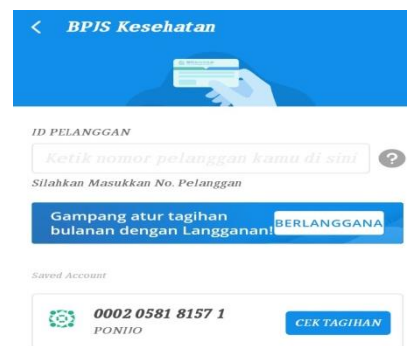 BPJS Kesehatan
ID PELANGGAN
Ketik nomor pelanggan kamu di sini
?
Silahkan Masukkan No. Pelanggan
Gampang atur tagihan
bulanan dengan Langganan!
BERLANGGANA
Saved Account
0002 0581 8157 1
PONIJO
CEK TAGIHAN